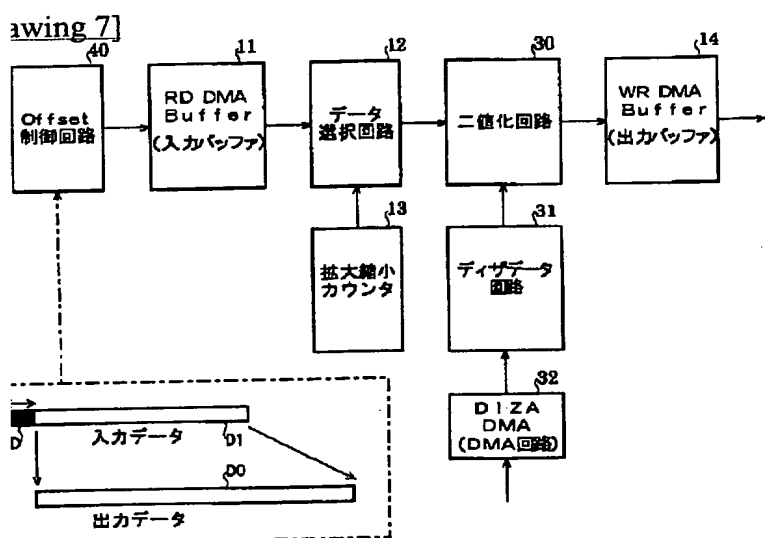 awing 7]
40
Offset
制御回路
11
RD DMA
Buffer
(入力バッファ)
12
データ
選択回路
30
二値化回路
14
WR DMA
Buffer
(出力バッファ)
13
拡大縮小
カウンタ
31
ディザデータ
回路
32
DIZA
DMA
(DMA回路)
D
入力データ
D1
D0
出力データ